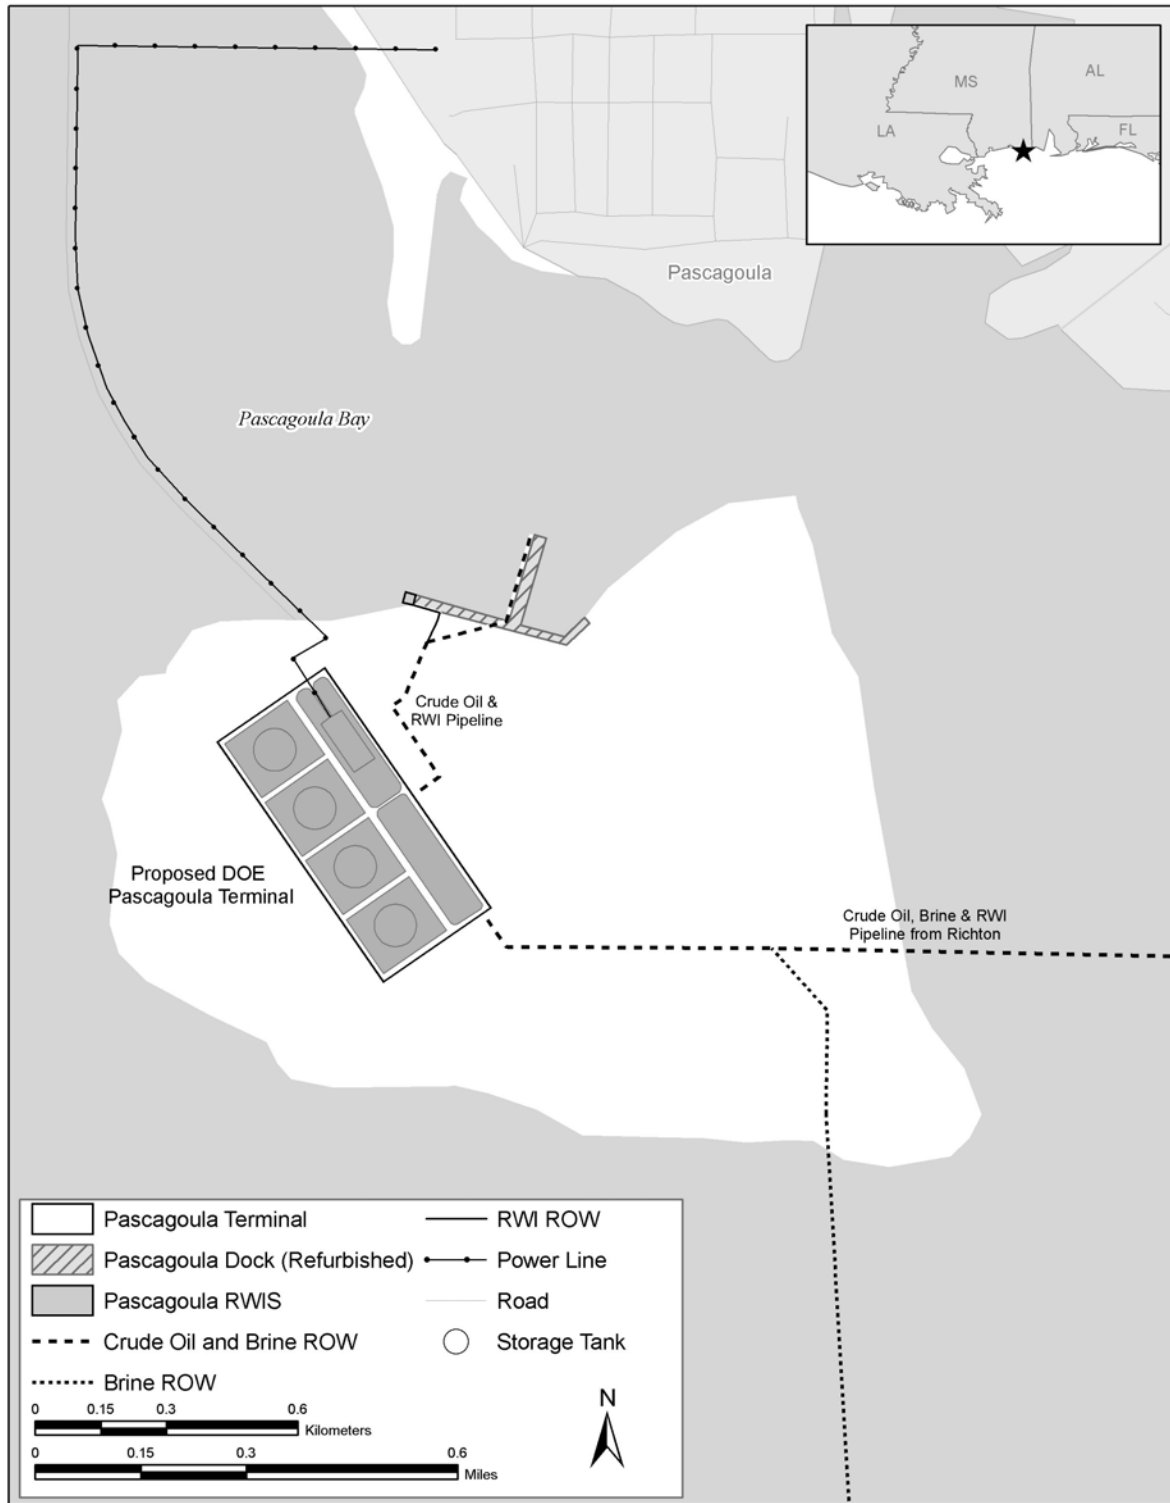 MS
AL
LA
FL
Pascagoula
Pascagoula Bay
Crude Oil &
RWI Pipeline
Proposed DOE
Pascagoula Terminal
Crude Oil, Brine & RWI
Pipeline from Richton
Pascagoula Terminal
Pascagoula Dock (Refurbished)
Pascagoula RWIS
Crude Oil and Brine ROW
Brine ROW
RWI ROW
Power Line
Road
Storage Tank
0 0.15 0.3 0.6
Kilometers
0 0.15 0.3 0.6
Miles
N